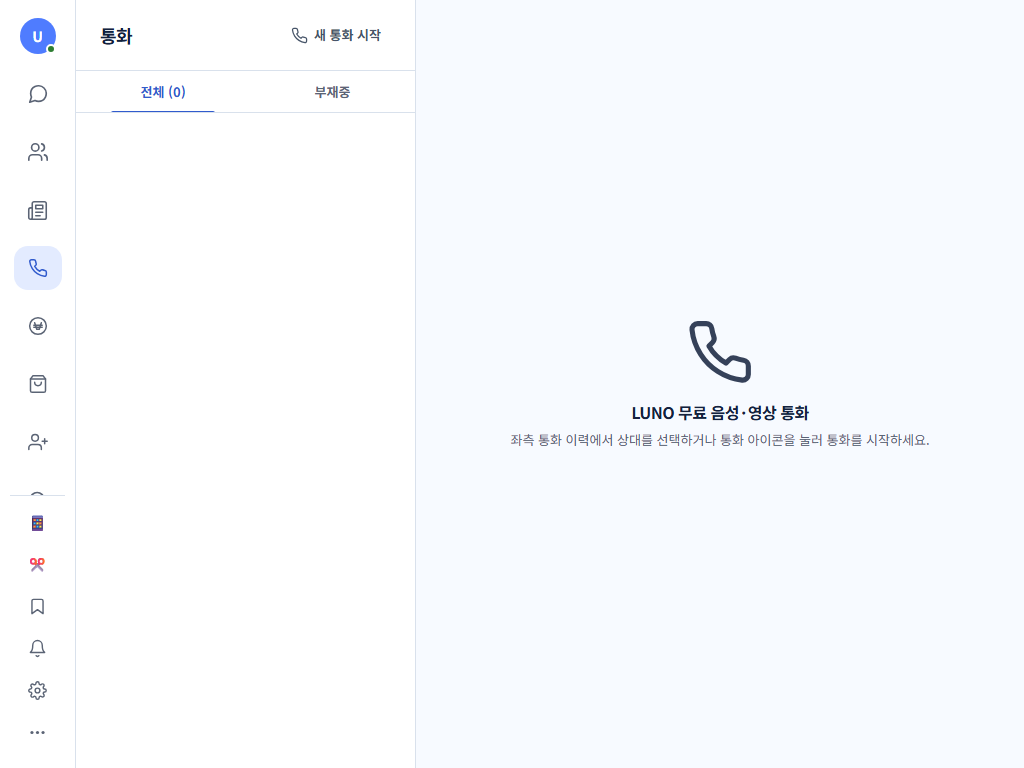 U
통화
새 통화 시작
전체 (0)
부재중
LUNO 무료 음성·영상 통화
좌측 통화 이력에서 상대를 선택하거나 통화 아이콘을 눌러 통화를 시작하세요.